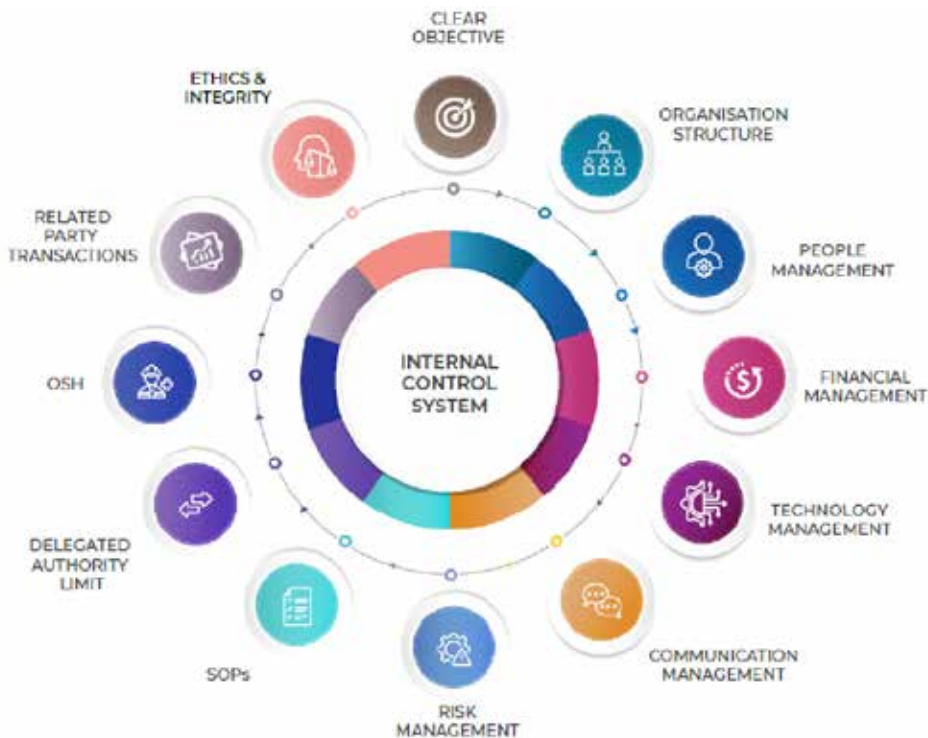 CLEAR
OBJECTIVE
ORGANISATION
STRUCTURE
PEOPLE
MANAGEMENT
FINANCIAL
MANAGEMENT
TECHNOLOGY
MANAGEMENT
COMMUNICATION
MANAGEMENT
RISK
MANAGEMENT
SOPs
DELEGATED
AUTHORITY
LIMIT
OSH
RELATED
PARTY
TRANSACTIONS
ETHICS &
INTEGRITY
INTERNAL
CONTROL
SYSTEM